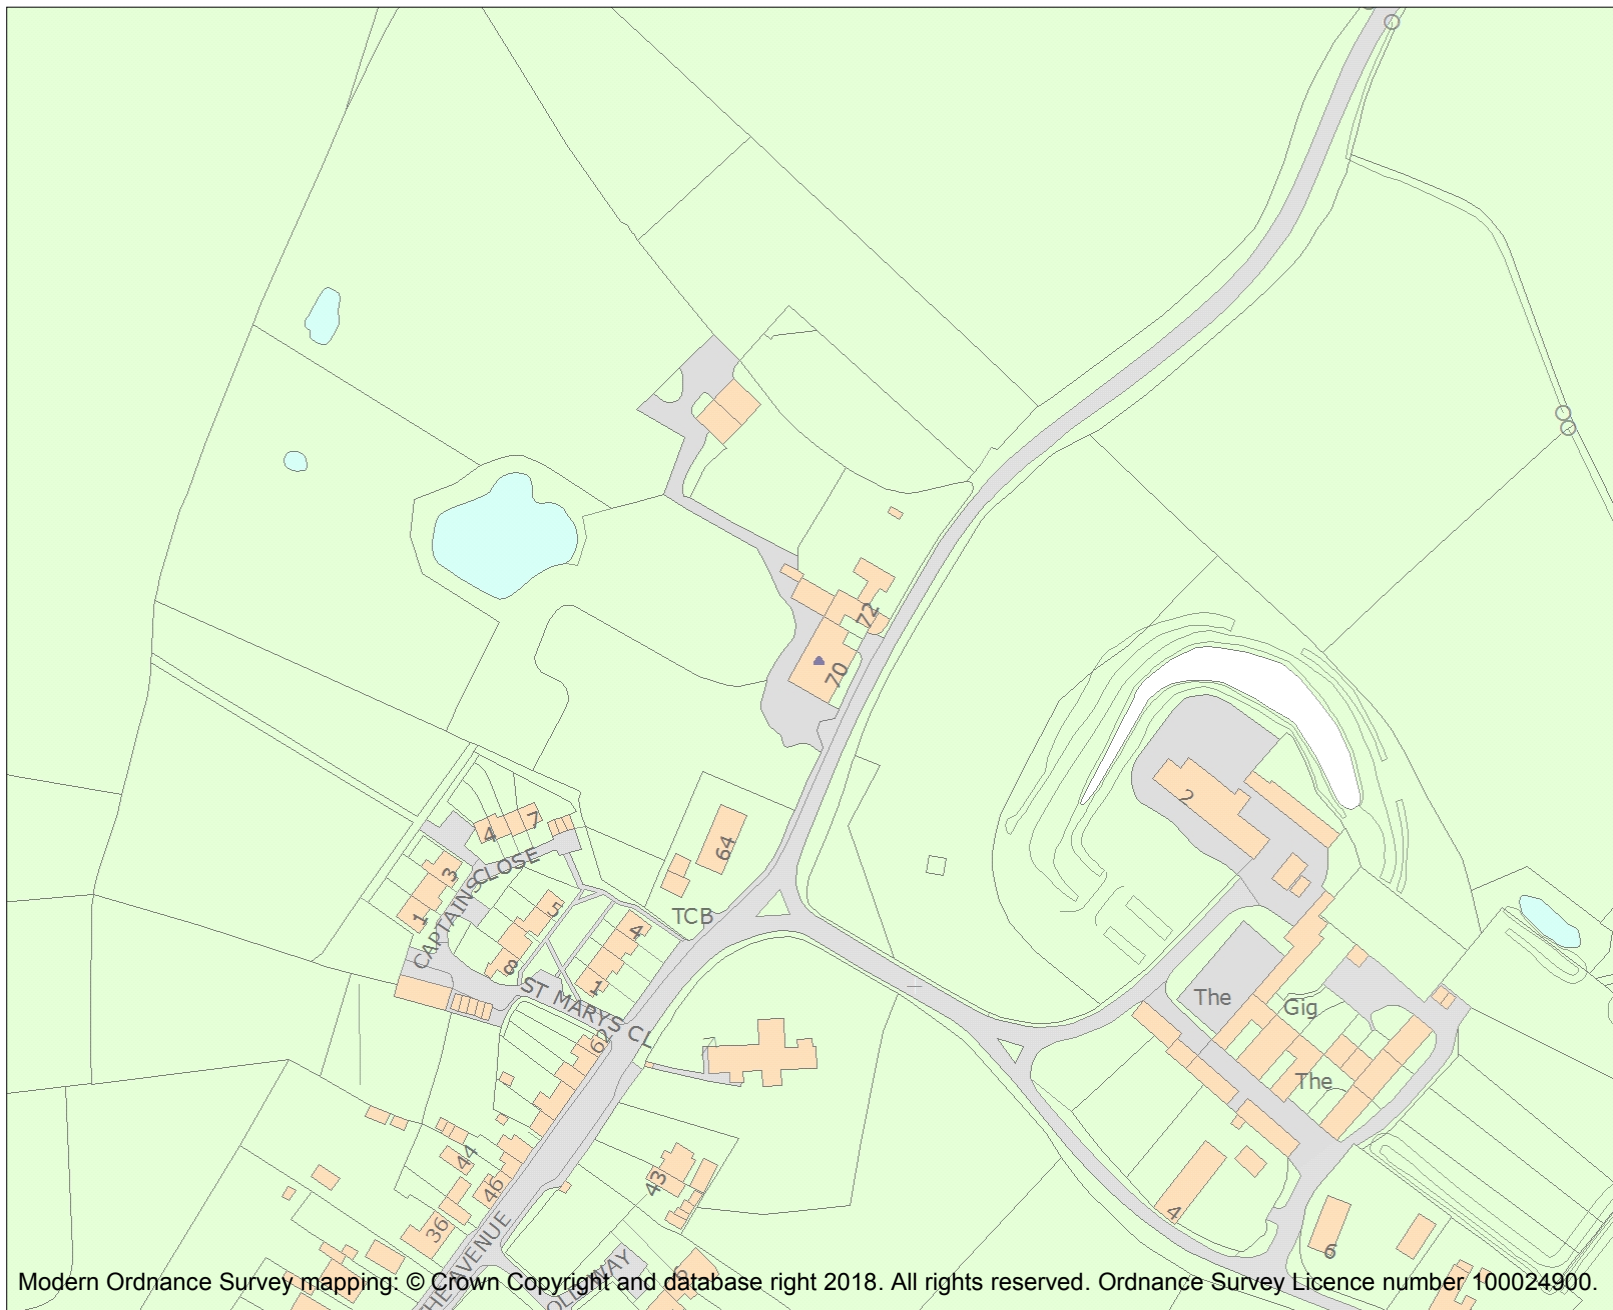 72
70
2
64
4
7
CLOSE
3
CAPTAINS
1
5
TCB
4
8
1
ST MARYS CL
62
The
Gig
The
44
46
43
36
4
6
THE AVENUE
6
Modern Ordnance Survey mapping: © Crown Copyright and database right 2018. All rights reserved. Ordnance Survey Licence number 100024900.